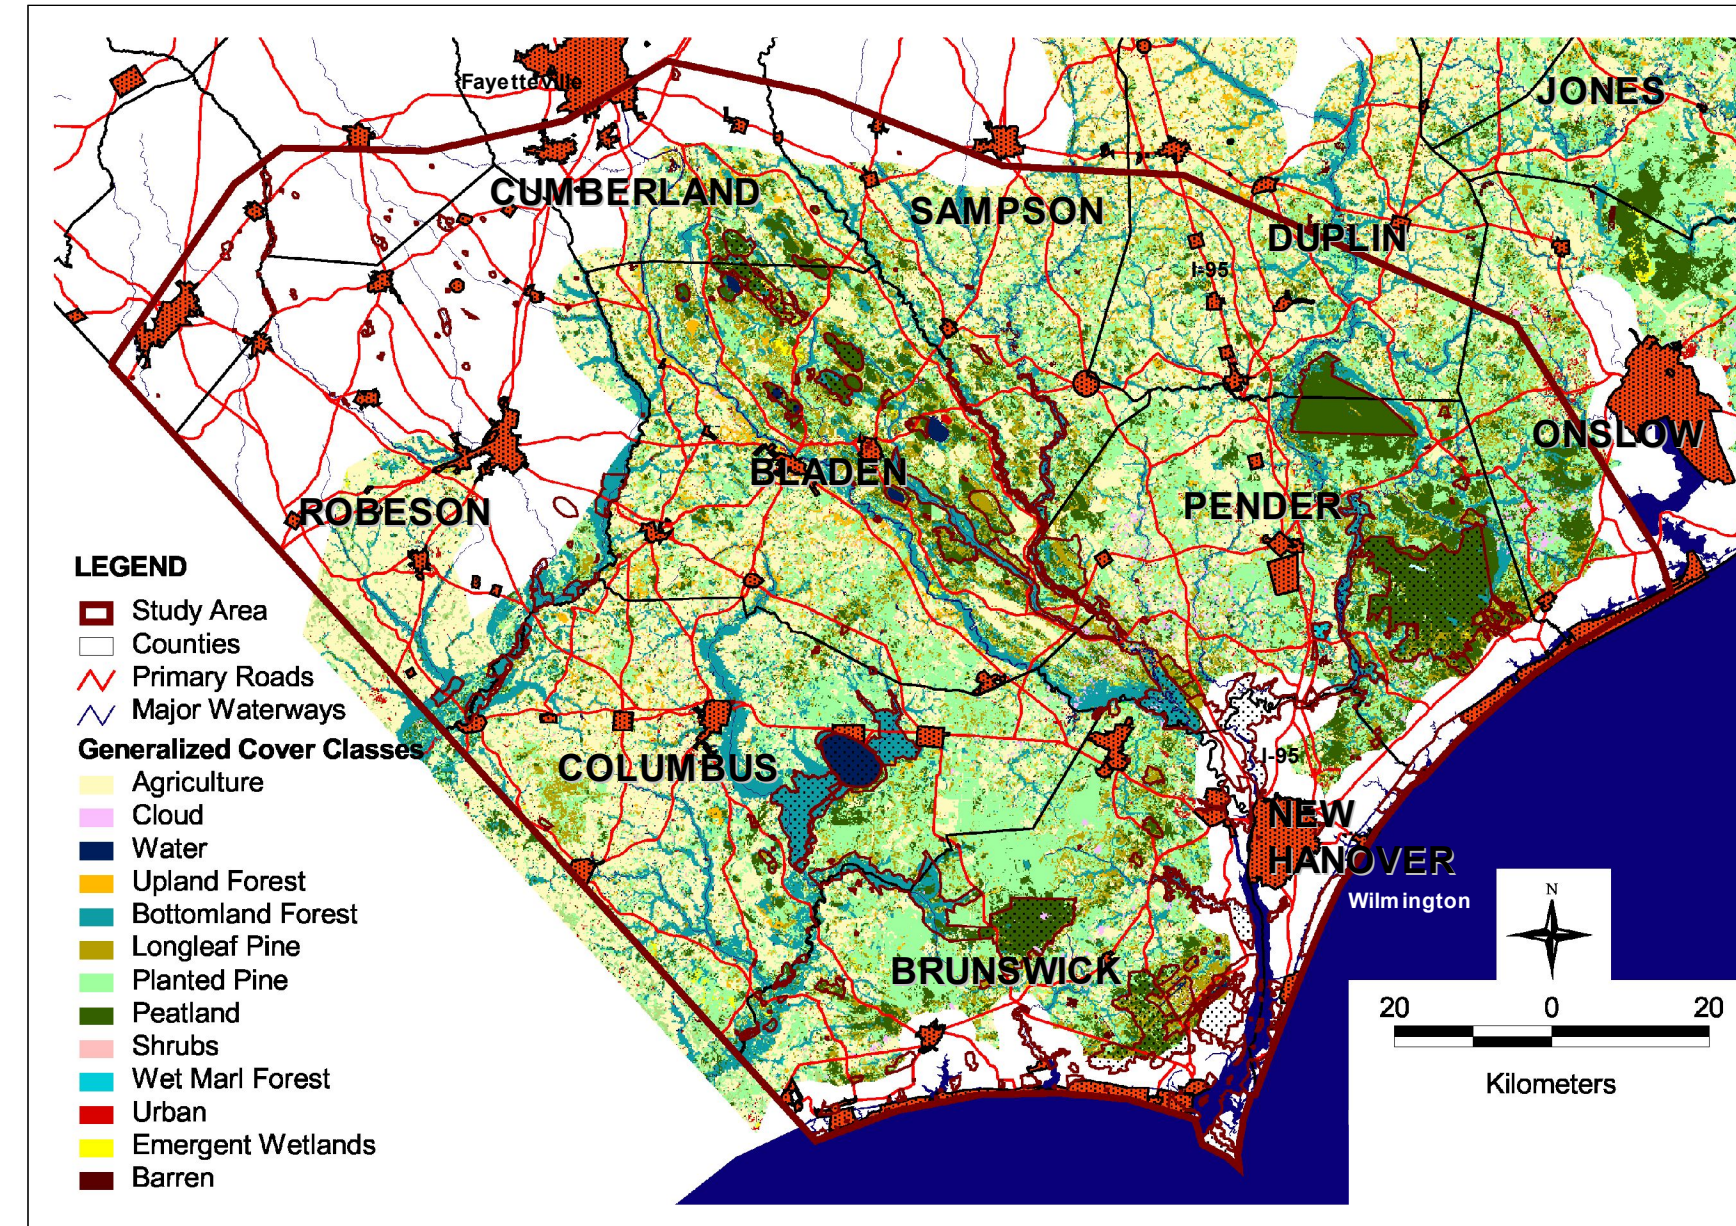 Fayetteville
JONES
CUMBERLAND
SAMPSON
DUPLIN
I-95
ONSLOW
BLADEN
PENDER
ROBESON
COLUMBUS
I-95
NEW
HANOVER
Wilmington
BRUNSWICK
LEGEND
Study Area
Counties
Primary Roads
Major Waterways
Generalized Cover Classes
Agriculture
Cloud
Water
Upland Forest
Bottomland Forest
Longleaf Pine
Planted Pine
Peatland
Shrubs
Wet Marl Forest
Urban
Emergent Wetlands
Barren
N
20 0 20
Kilometers